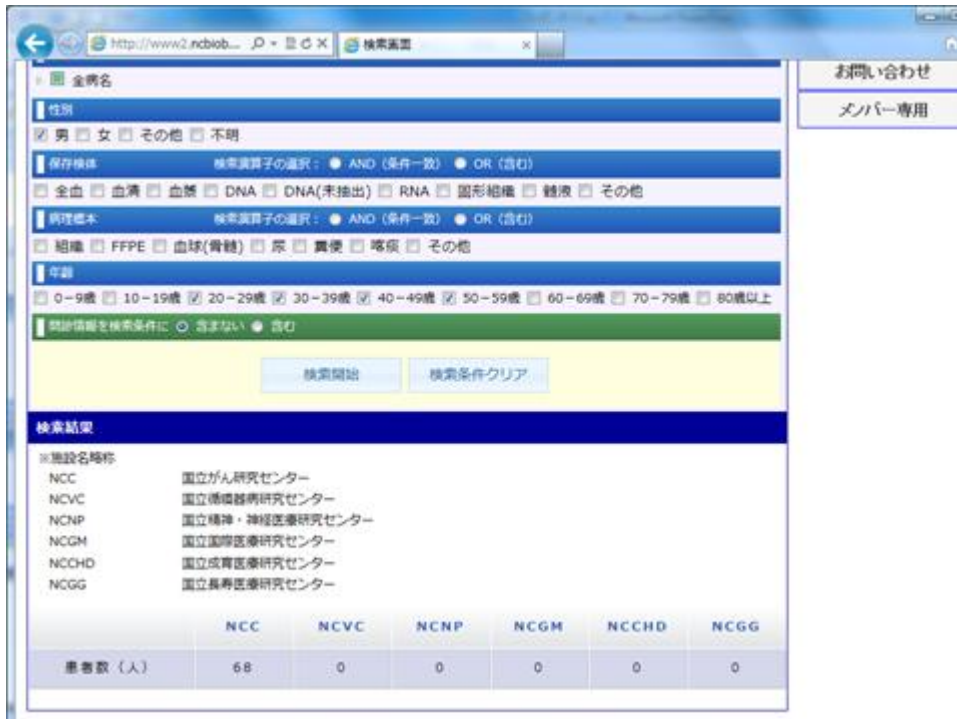 http://www2.ncbiob...
検索画面
お問い合わせ
メンバー専用
全病名
性別
男 女 その他 不明
保存検体 検索演算子の選択： AND（条件一致） OR（含む）
全血 血清 血漿 DNA DNA(未抽出) RNA 固形組織 髄液 その他
病理標本 検索演算子の選択： AND（条件一致） OR（含む）
組織 FFPE 血球(骨髄) 尿 糞便 喀痰 その他
年齢
0-9歳 10-19歳 20-29歳 30-39歳 40-49歳 50-59歳 60-69歳 70-79歳 80歳以上
問診情報を検索条件に 含まない 含む
検索開始 検索条件クリア
検索結果
※施設名略称
NCC 国立がん研究センター
NCVC 国立循環器病研究センター
NCNP 国立精神・神経医療研究センター
NCGM 国立国際医療研究センター
NCCHD 国立成育医療研究センター
NCGG 国立長寿医療研究センター
NCC NCVC NCNP NCGM NCCHD NCGG
患者数（人） 68 0 0 0 0 0